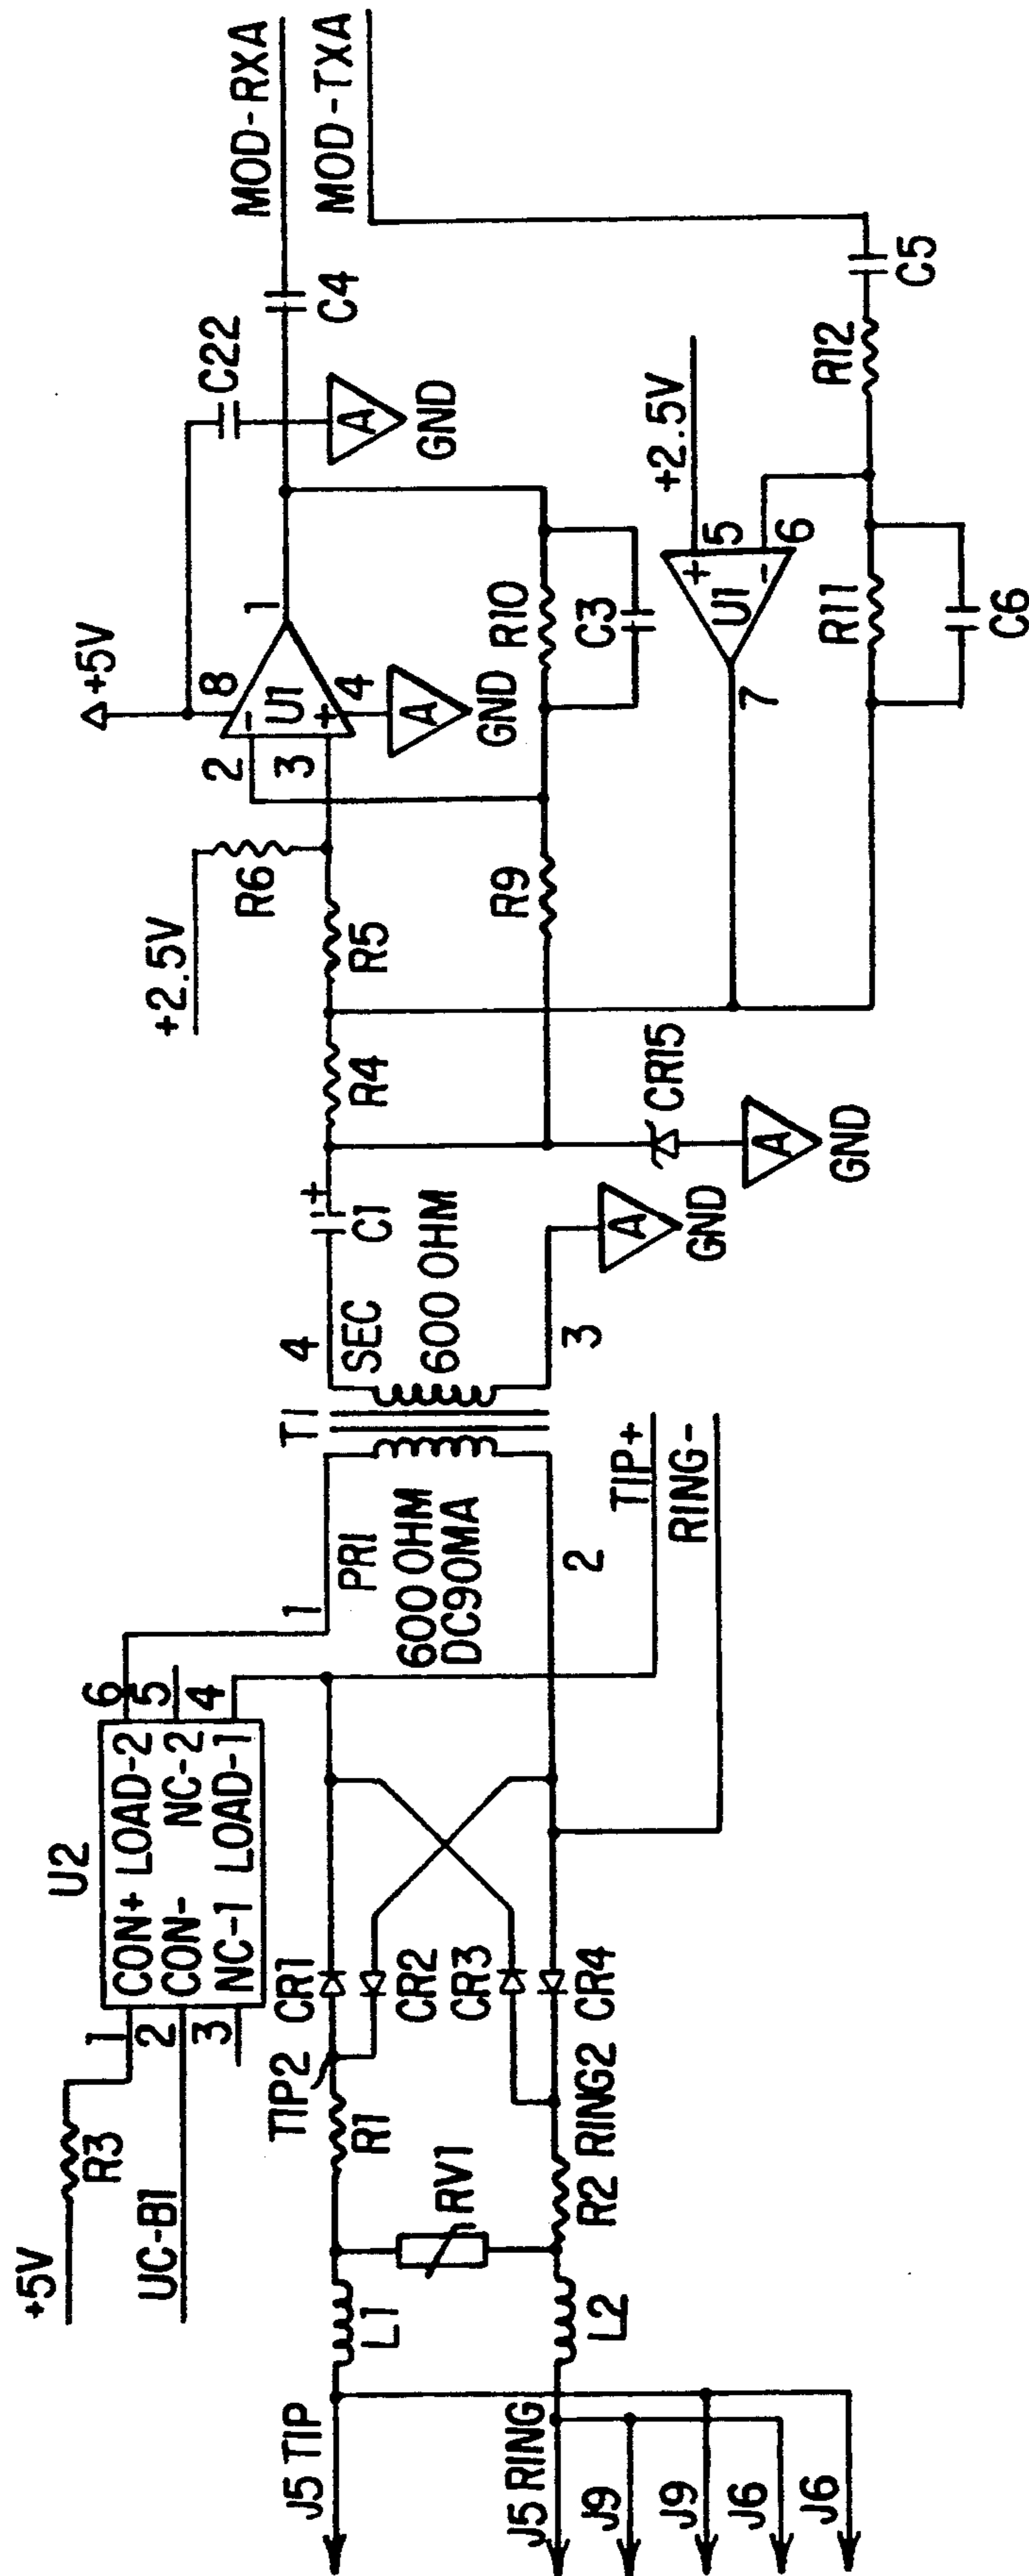 +5V
R3
UC-B1
U2
1
2
3
CON+ LOAD-2
CON- NC-2
NC-1 LOAD-1
6
5
4
J5 TIP
L1
RV1
R1
TIP2
CR1
CR2
CR3
CR4
J5 RING
L2
R2
RING2
J9
J9
J6
J6
1
PRI
600 OHM
DC90MA
2
TIP+
RING-
T1
4
SEC
600 OHM
3
C1
+
A
GND
R4
CR15
A
GND
+2.5V
R6
R5
R9
+5V
8
2
-
U1
3
+
4
1
A
GND
R10
C3
C22
A
GND
C4
MOD-RXA
MOD-TXA
+2.5V
5
+
U1
-
6
7
R11
C6
R12
C5